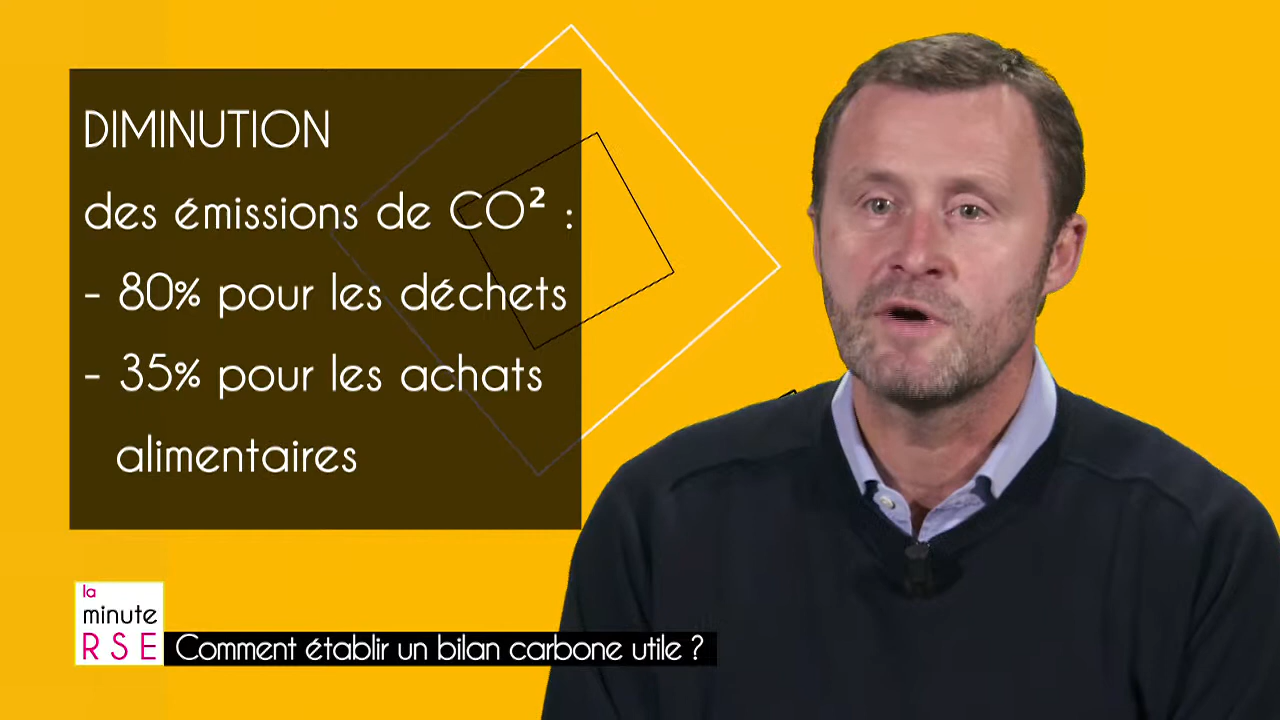 DIMINUTION
des émissions de CO² :
- 80% pour les déchets
- 35% pour les achats
alimentaires
la
minute
RSE
Comment établir un bilan carbone utile ?